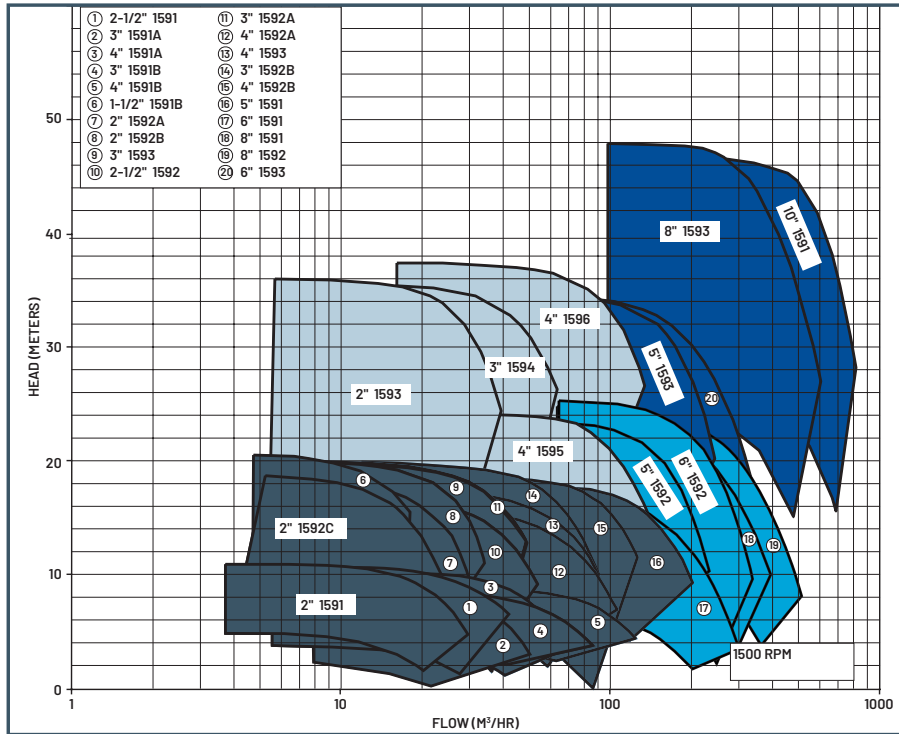 ① 2-1/2" 1591
② 3" 1591A
③ 4" 1591A
④ 3" 1591B
⑤ 4" 1591B
⑥ 1-1/2" 1591B
⑦ 2" 1592A
⑧ 2" 1592B
⑨ 3" 1593
⑩ 2-1/2" 1592
⑪ 3" 1592A
⑫ 4" 1592A
⑬ 4" 1593
⑭ 3" 1592B
⑮ 4" 1592B
⑯ 5" 1591
⑰ 6" 1591
⑱ 8" 1591
⑲ 8" 1592
⑳ 6" 1593
HEAD (METERS)
50
40
30
20
10
0
8" 1593
10" 1591
4" 1596
3" 1594
5" 1593
2" 1593
⑳
4" 1595
5" 1592
6" 1592
⑥
⑨
⑭
⑪
⑧
⑬
⑮
2" 1592C
⑱
⑲
⑩
⑦
⑫
⑯
③
2" 1591
①
⑰
⑤
④
②
1500 RPM
1
10
100
1000
FLOW (M³/HR)